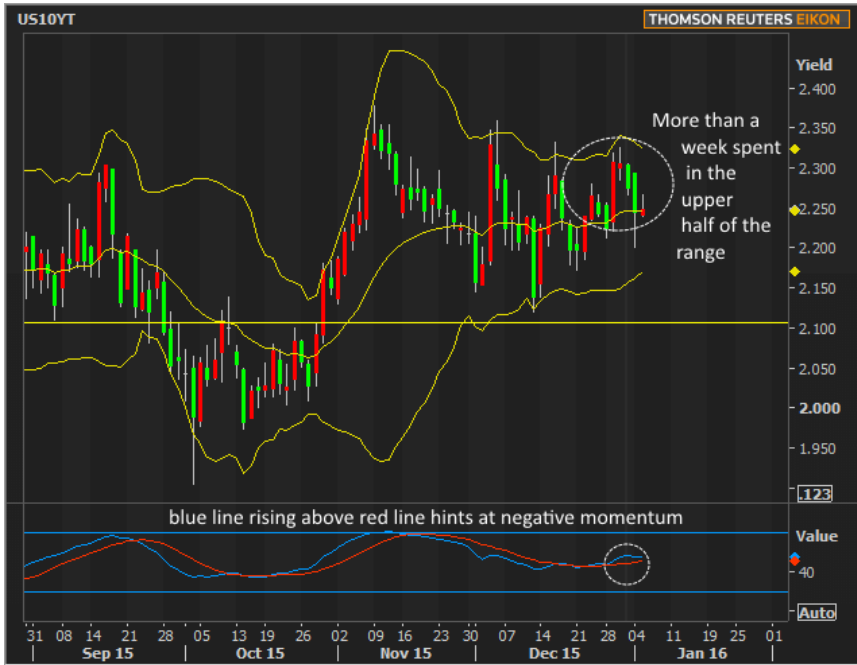 US10YT
THOMSON REUTERS EIKON
Yield
2.400
2.350
2.300
2.250
2.200
2.150
2.100
2.050
2.000
1.950
.123
More than a
week spent
in the
upper
half of the
range
blue line rising above red line hints at negative momentum
Value
40
Auto
31 08 14 21 28 05 13 19 26 02 09 16 23 01 07 14 21 28 04 11 19 25 01
Sep 15 Oct 15 Nov 15 Dec 15 Jan 16